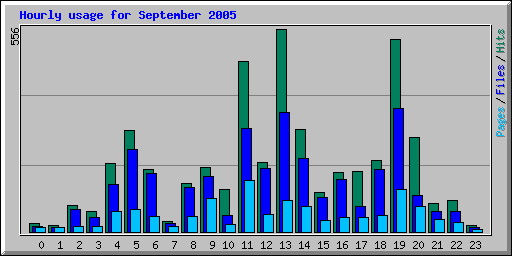 Hourly usage for September 2005
556
Pages / Files / Hits
0 1 2 3 4 5 6 7 8 9 10 11 12 13 14 15 16 17 18 19 20 21 22 23